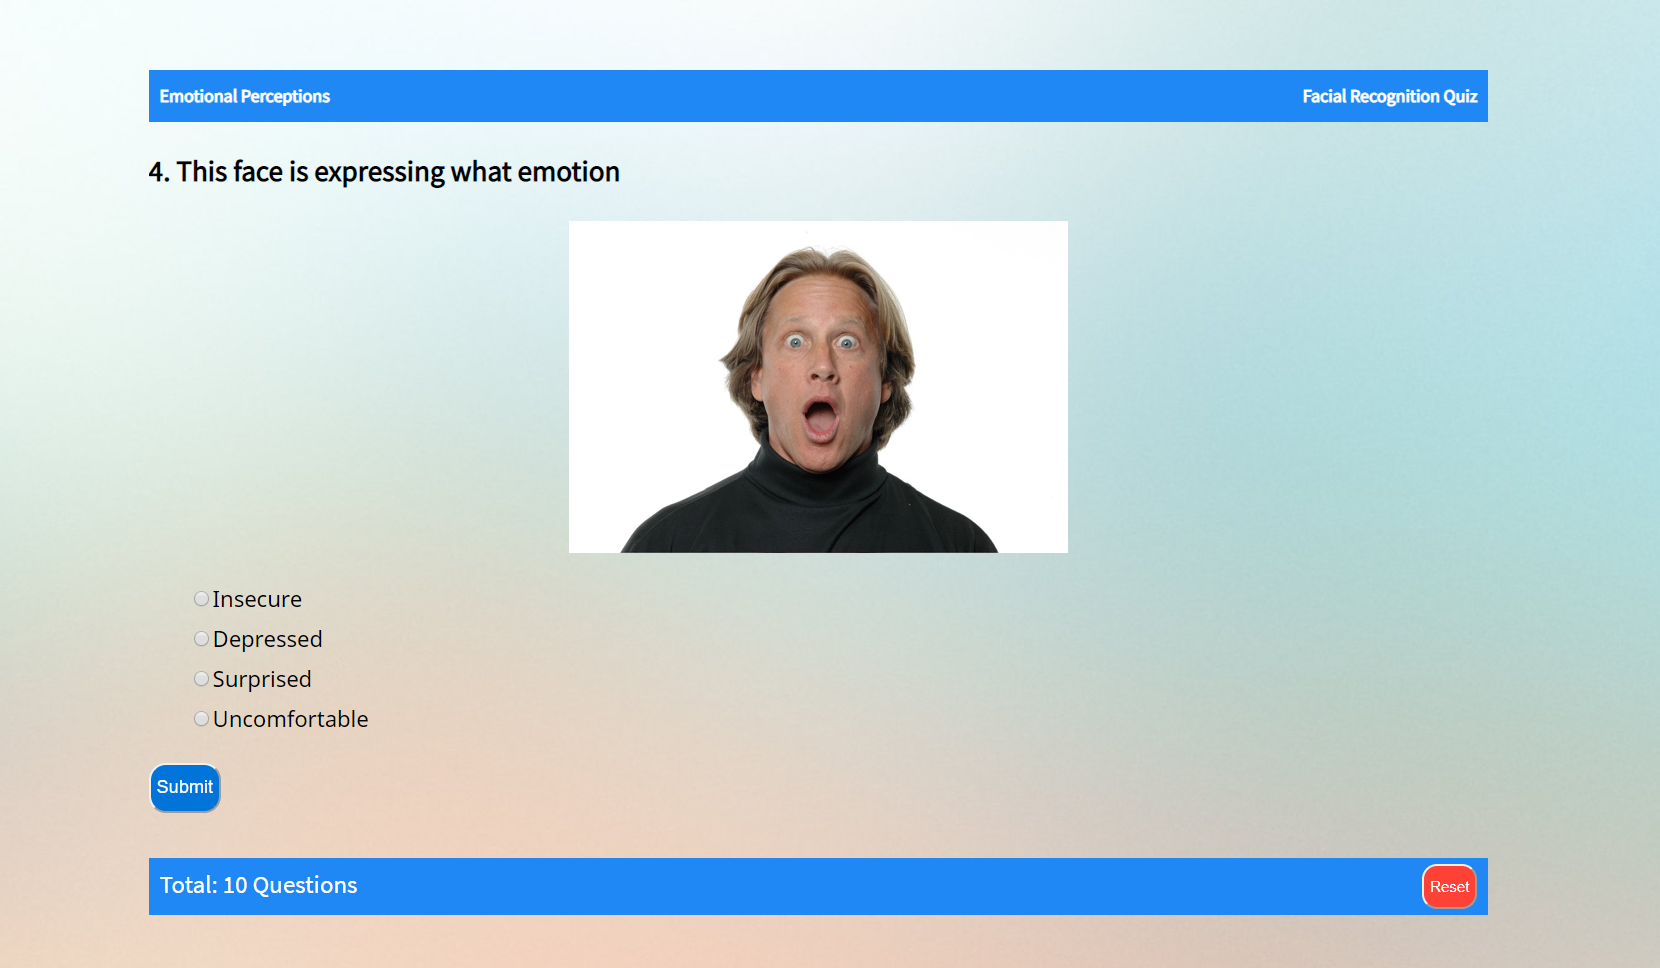 Emotional Perceptions
Facial Recognition Quiz
4. This face is expressing what emotion
Insecure
Depressed
Surprised
Uncomfortable
Submit
Total: 10 Questions
Reset